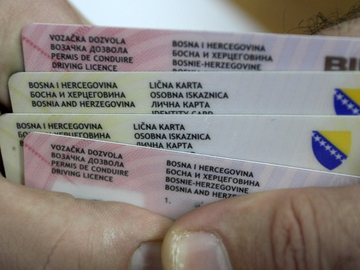 VOZAČKA DOZVOLA
ВОЗАЧКА ДОЗВОЛА
PERMIS DE CONDUIRE
DRIVING LICENCE
BOSNA I HERCEGOVINA
БОСНА И ХЕРЦЕГОВИНА
BOSNIE-HERZEGOVINE
BOSNA I HERCEGOVINA
БОСНА И ХЕРЦЕГОВИНА
BOSNIA AND HERZEGOVINA
LIČNA KARTA
OSOBNA ISKAZNICA
ЛИЧНА КАРТА
IDENTITY CARD
BOSNA I HERCEGOVINA
БОСНА И ХЕРЦЕГОВИНА
LIČNA KARTA
OSOBNA ISKAZNICA
ЛИЧНА КАРТА
VOZAČKA DOZVOLA
ВОЗАЧКА ДОЗВОЛА
PERMIS DE CONDUIRE
DRIVING LICENCE
BOSNA I HERCEGOVINA
БОСНА И ХЕРЦЕГОВИНА
BOSNIE-HERZEGOVINE
BOSNIA AND HERZEGOVINA
1.